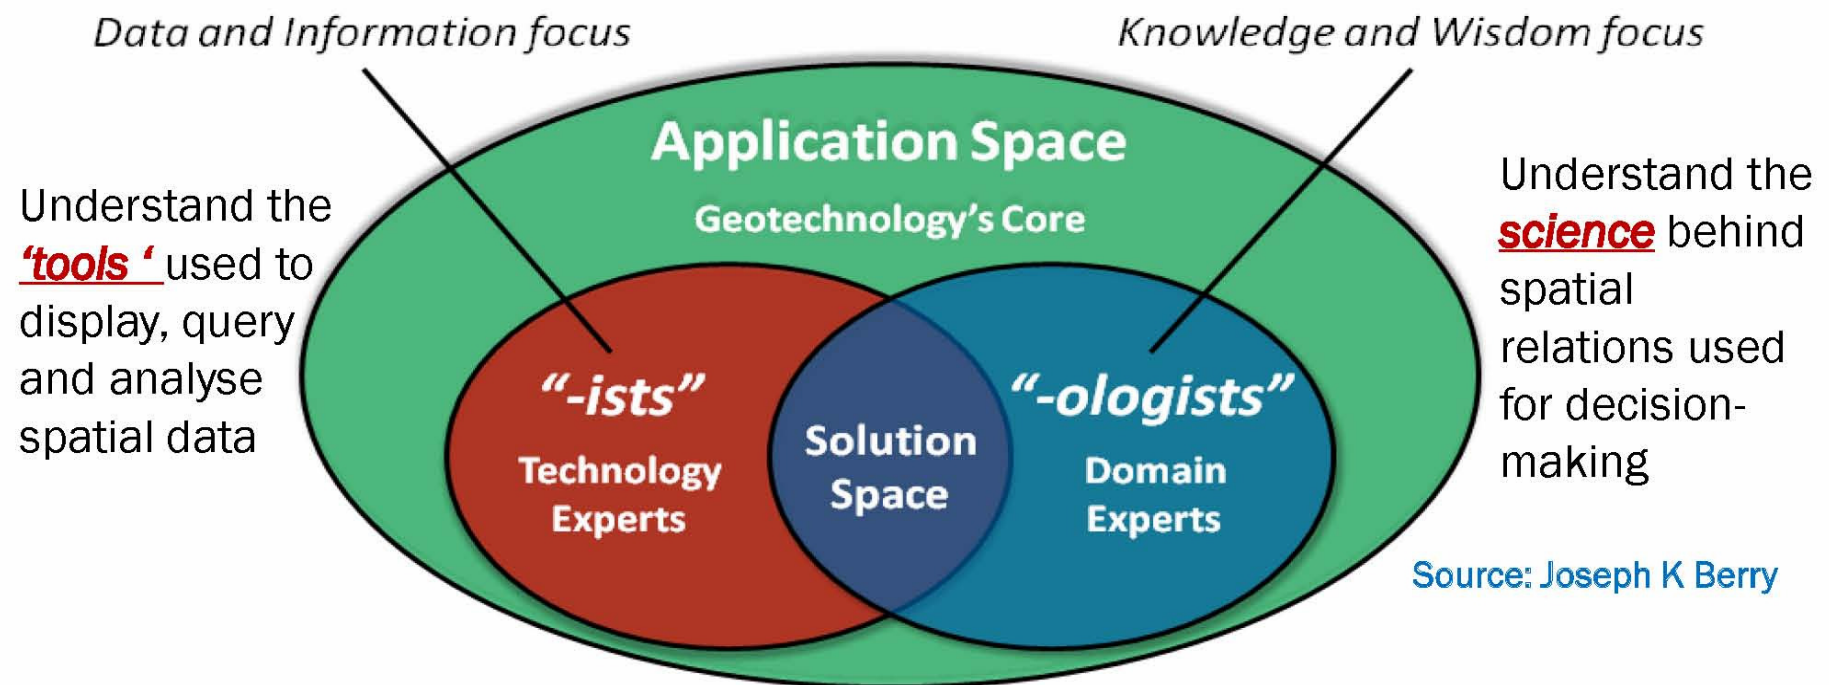 Data and Information focus
Knowledge and Wisdom focus
Application Space
Geotechnology’s Core
Understand the
‘tools ‘ used to
display, query
and analyse
spatial data
“-ists”
Technology
Experts
Solution
Space
“-ologists”
Domain
Experts
Understand the
science behind
spatial
relations used
for decision-
making
Source: Joseph K Berry